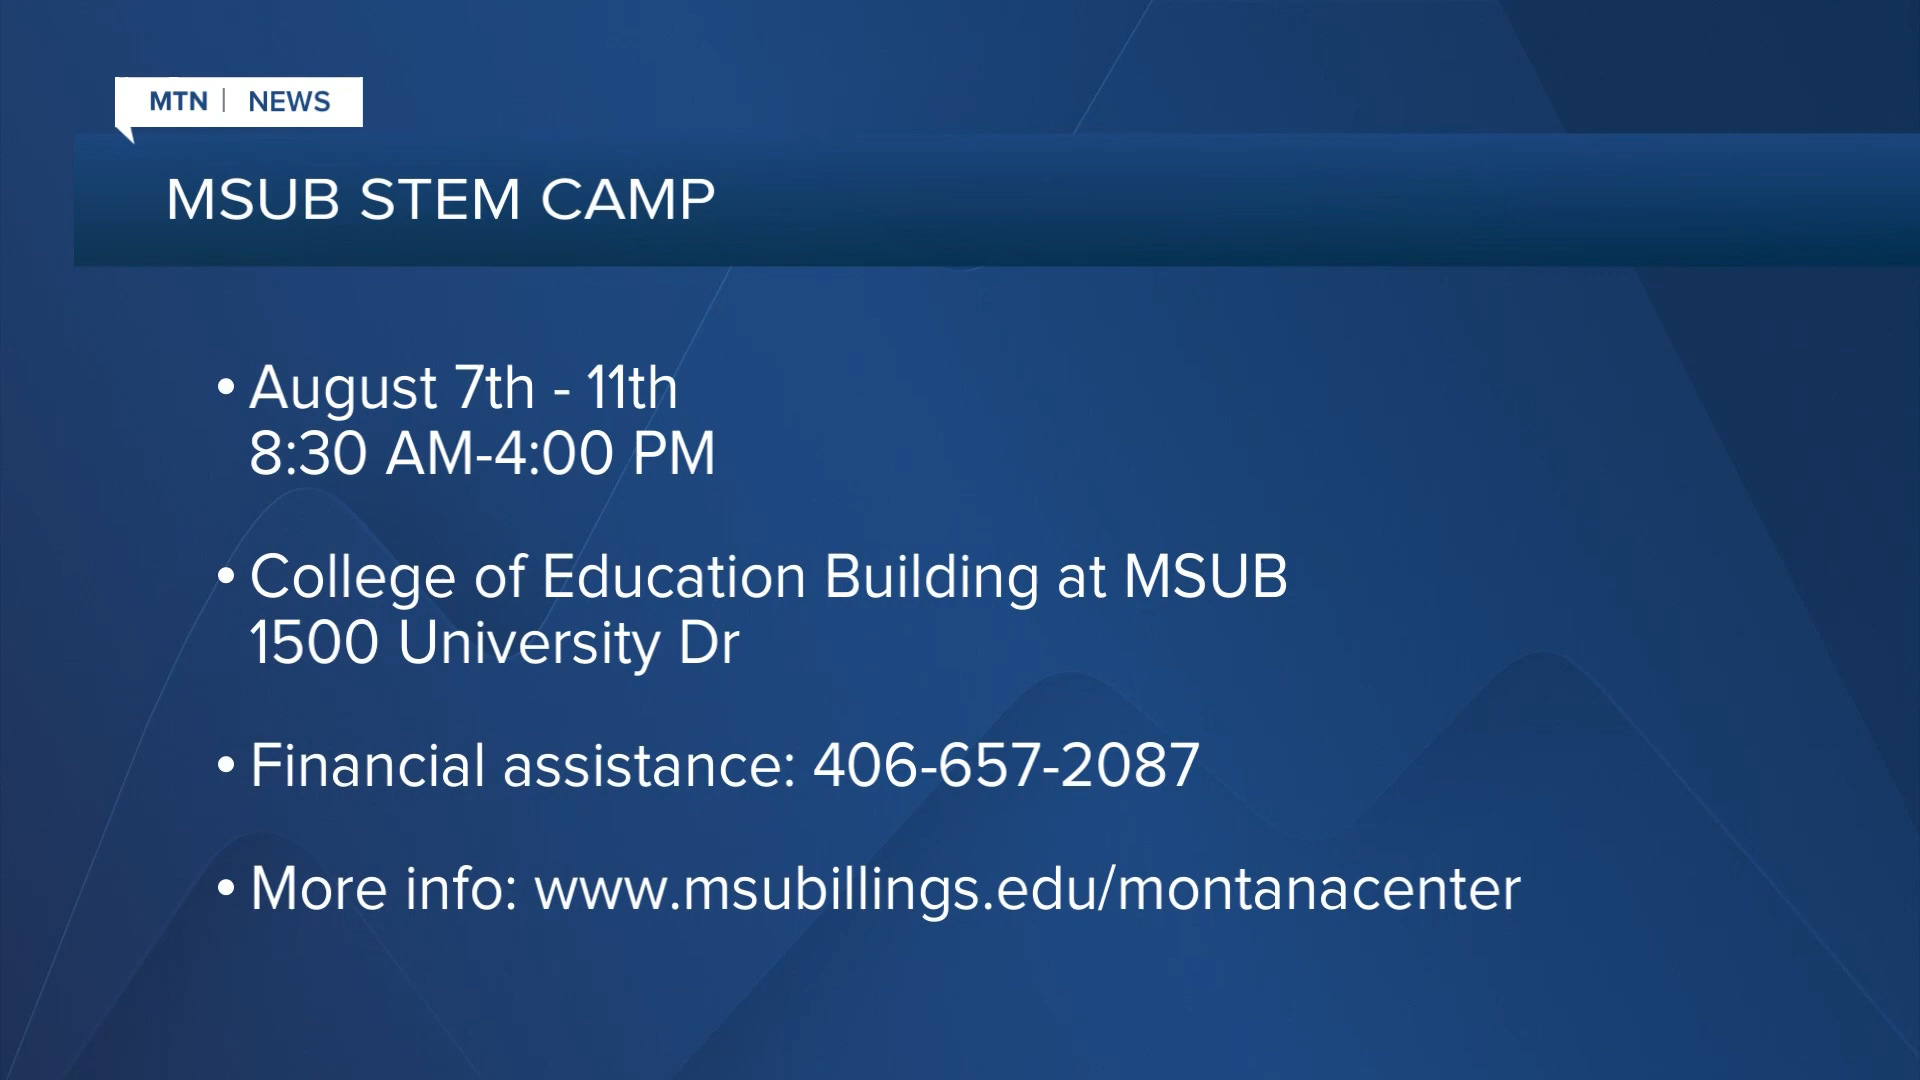 MTN | NEWS
MSUB STEM CAMP
• August 7th - 11th
8:30 AM-4:00 PM
• College of Education Building at MSUB
1500 University Dr
• Financial assistance: 406-657-2087
• More info: www.msubillings.edu/montanacenter